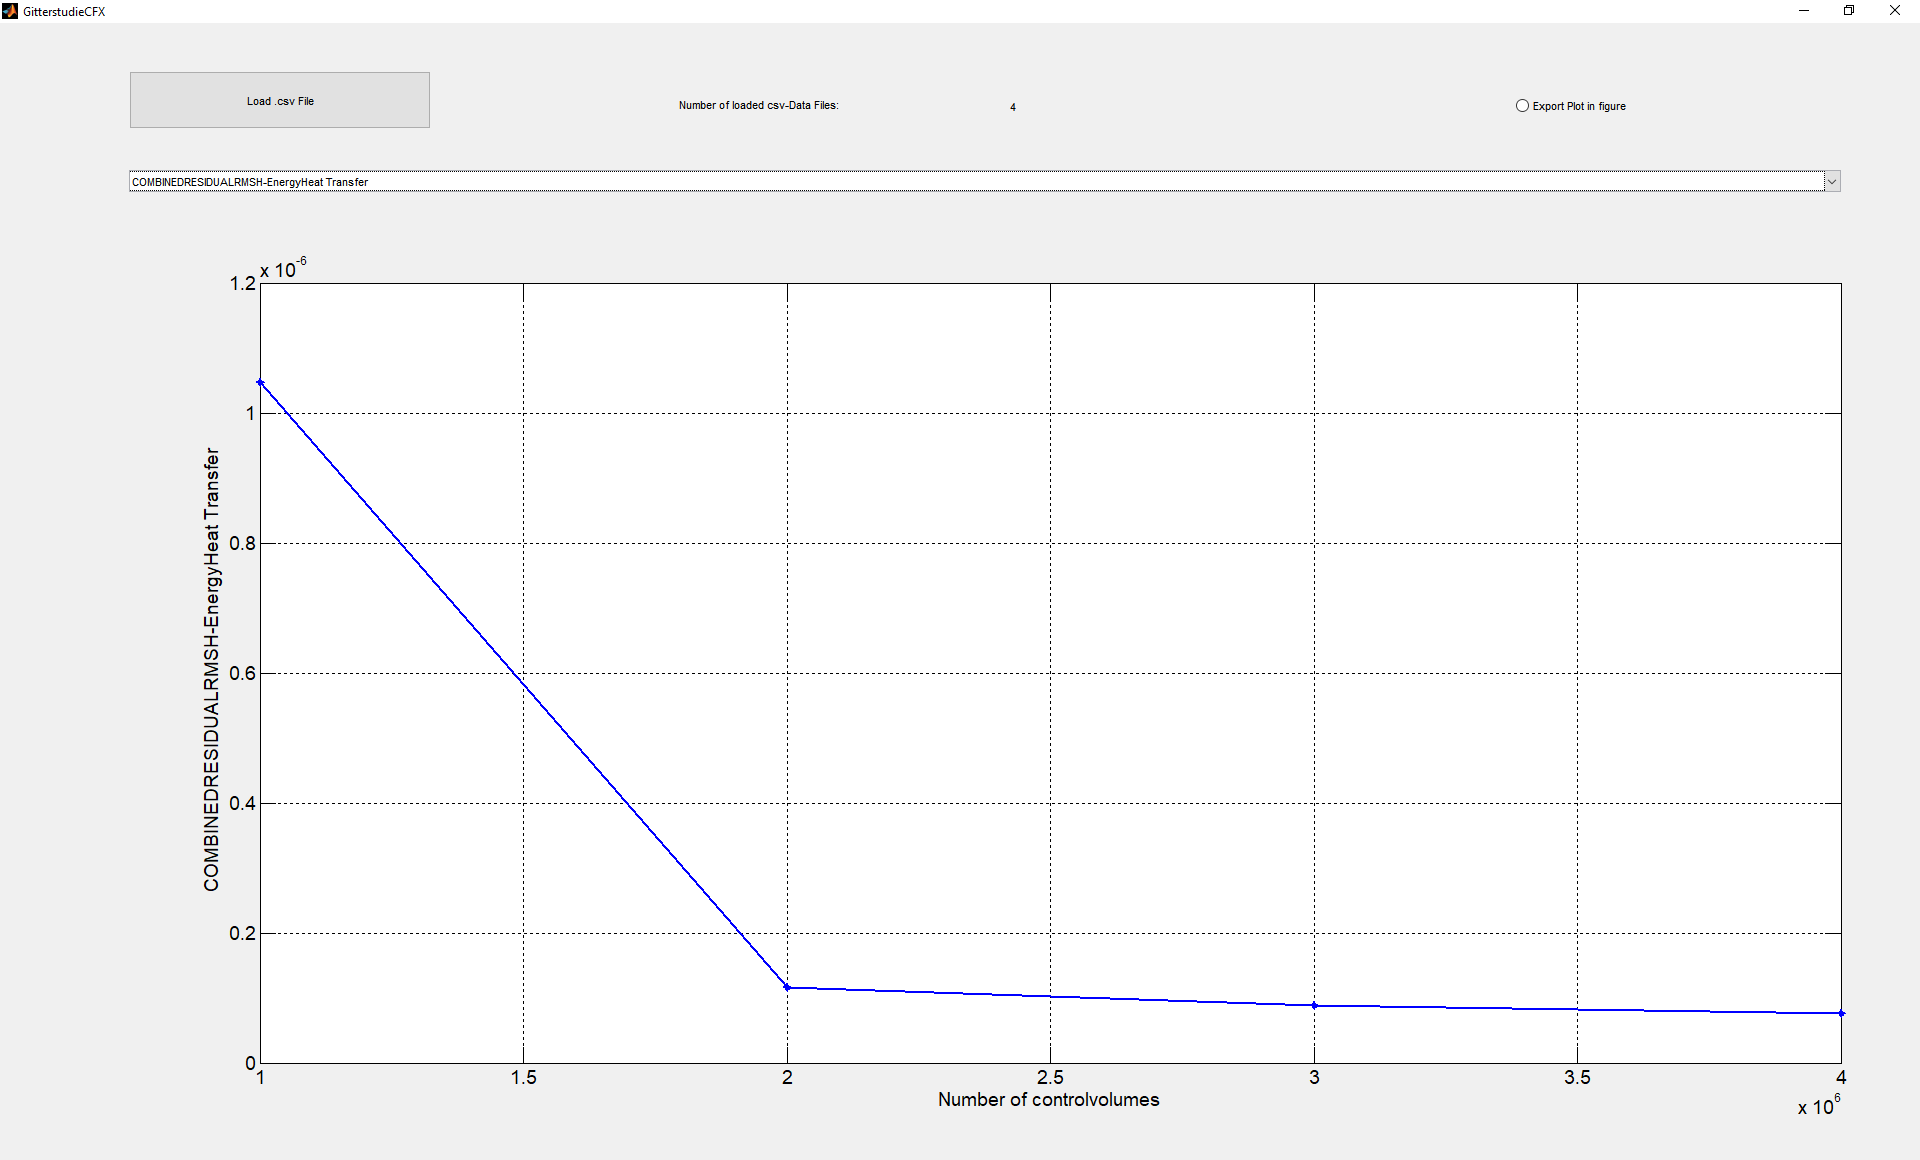 GitterstudieCFX
Load .csv File
Number of loaded csv-Data Files:
4
Export Plot in figure
COMBINEDRESIDUALRMSH-EnergyHeat Transfer
x 10-6
1.2
1
0.8
0.6
0.4
0.2
0
COMBINEDRESIDUALRMSH-EnergyHeat Transfer
1
1.5
2
2.5
3
3.5
4
Number of controlvolumes
x 10^6